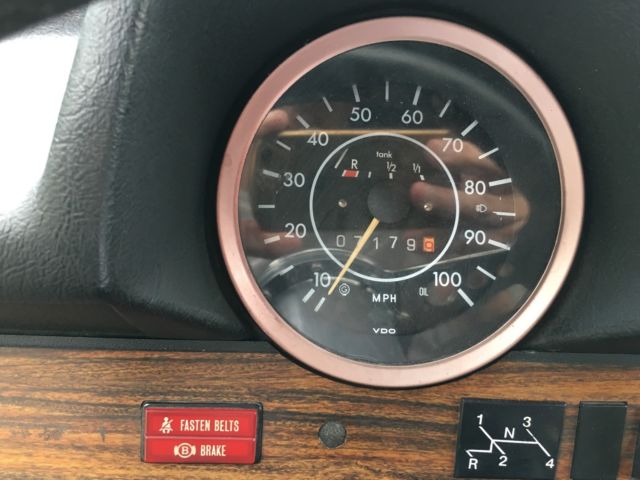 50 60
40 70
tank
R 1/2 1/1
30 80
20 90
07179
10 100
G MPH OIL
VDO
FASTEN BELTS
B BRAKE
1 3
N
R 2 4